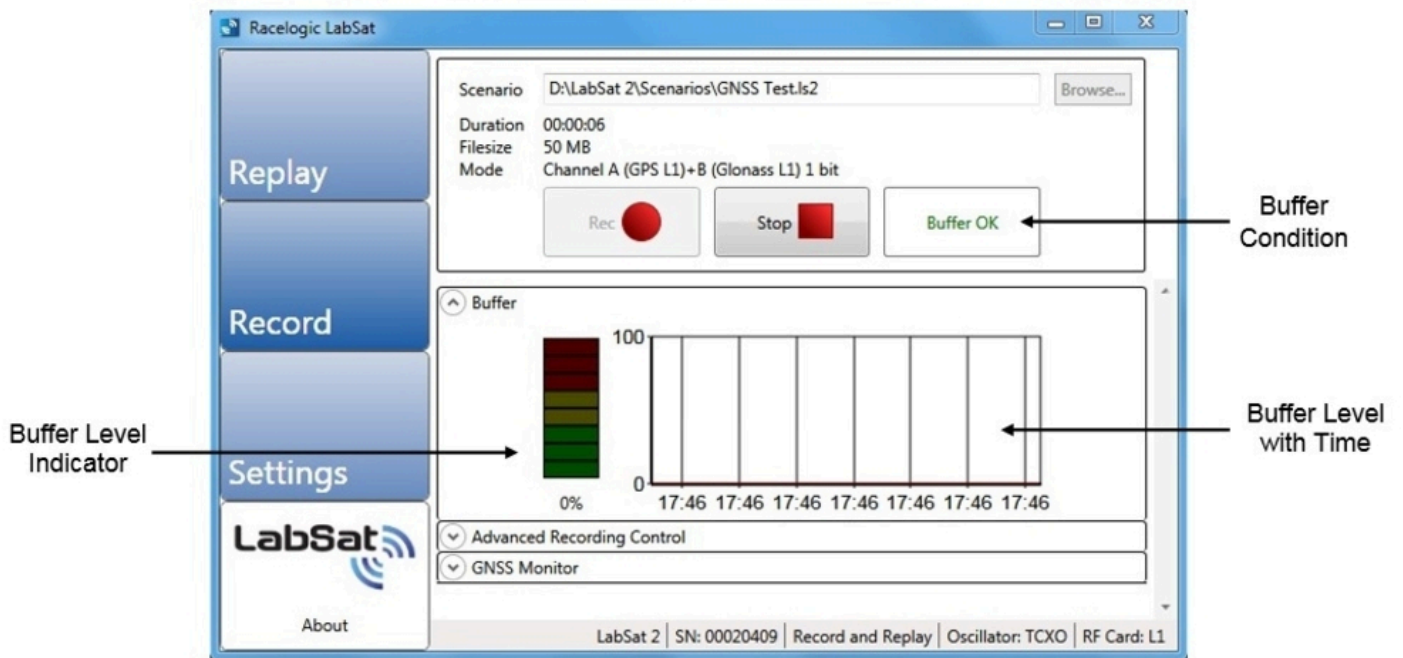 Racelogic LabSat
Replay
Record
Settings
LabSat
About
Scenario D:\LabSat 2\Scenarios\GNSS Test.ls2 Browse...
Duration 00:00:06
Filesize 50 MB
Mode Channel A (GPS L1)+B (Glonass L1) 1 bit
Rec Stop Buffer OK
Buffer
Condition
Buffer
100
0
0%
17:46 17:46 17:46 17:46 17:46 17:46 17:46
Buffer Level
Indicator
Buffer Level
with Time
Advanced Recording Control
GNSS Monitor
LabSat 2 SN: 00020409 Record and Replay Oscillator: TCXO RF Card: L1